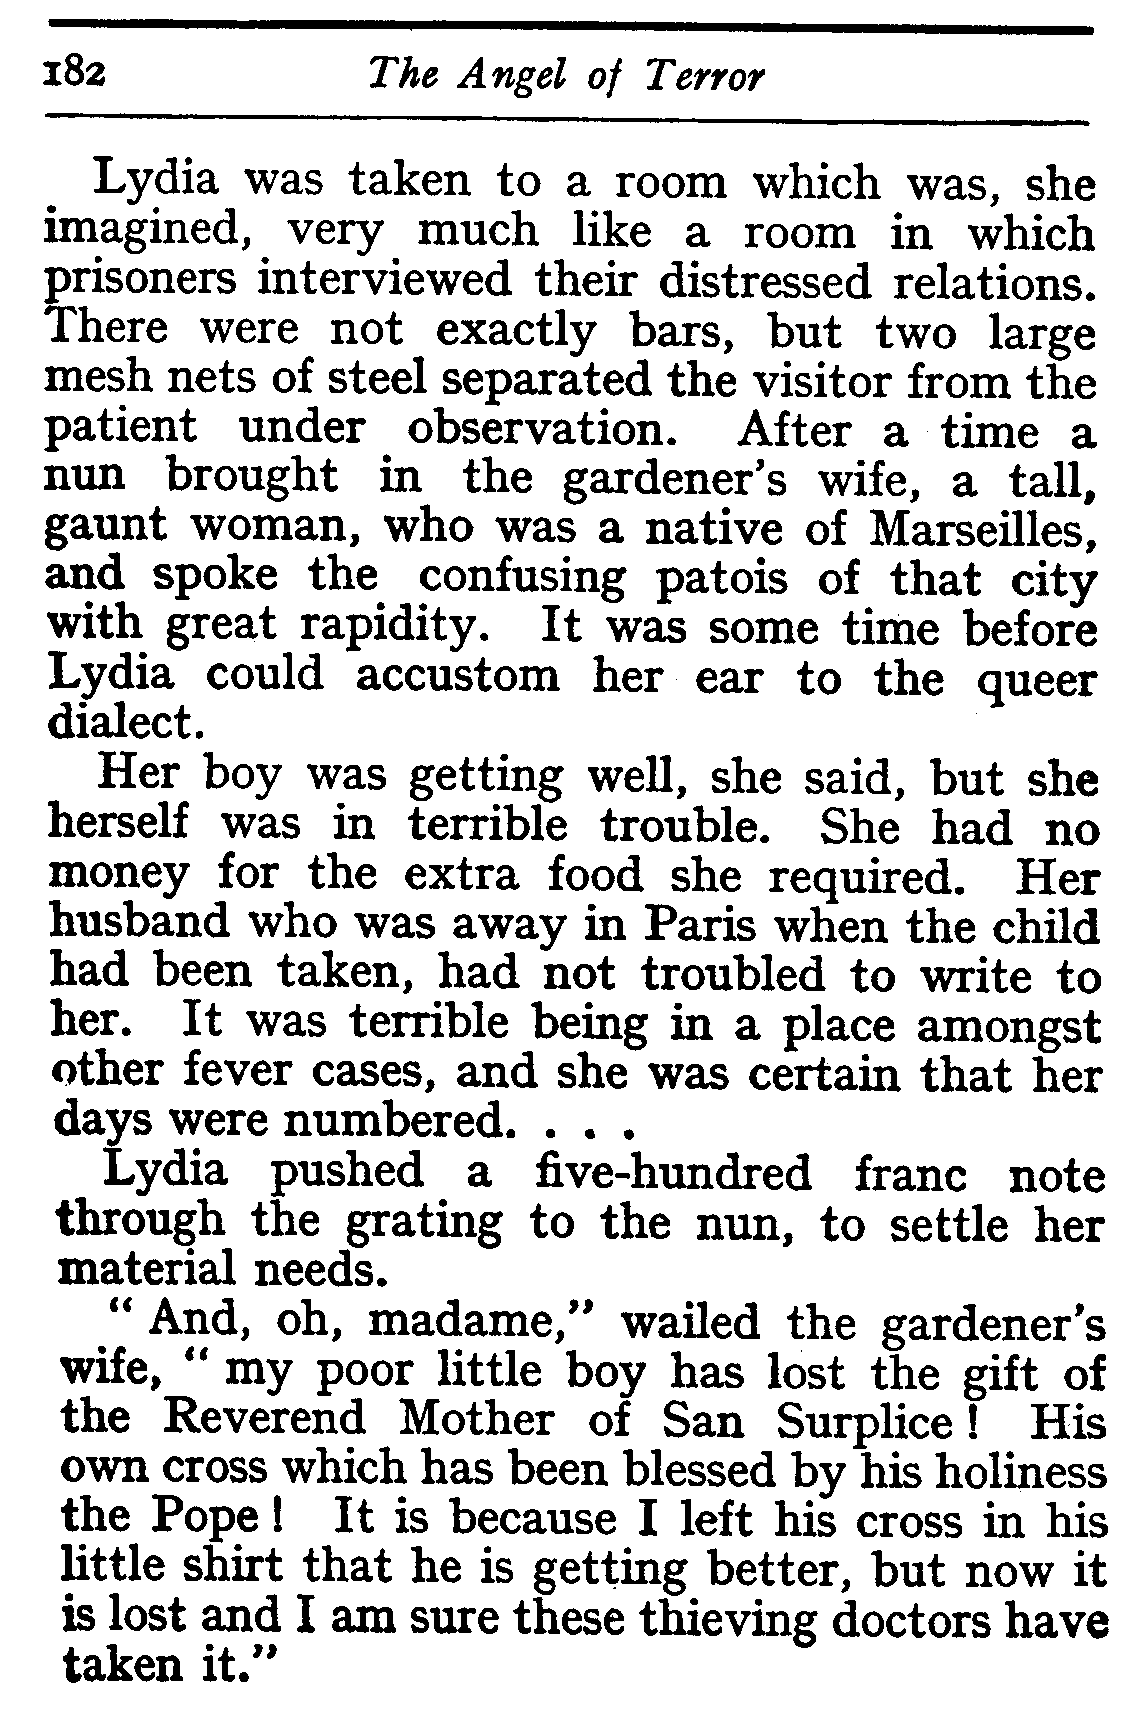 182 The Angel of Terror
Lydia was taken to a room which was, she
imagined, very much like a room in which
prisoners interviewed their distressed relations.
There were not exactly bars, but two large
mesh nets of steel separated the visitor from the
patient under observation. After a time a
nun brought in the gardener's wife, a tall,
gaunt woman, who was a native of Marseilles,
and spoke the confusing patois of that city
with great rapidity. It was some time before
Lydia could accustom her ear to the queer
dialect.
Her boy was getting well, she said, but she
herself was in terrible trouble. She had no
money for the extra food she required. Her
husband who was away in Paris when the child
had been taken, had not troubled to write to
her. It was terrible being in a place amongst
other fever cases, and she was certain that her
days were numbered. . . .
Lydia pushed a five-hundred franc note
through the grating to the nun, to settle her
material needs.
" And, oh, madame," wailed the gardener's
wife, " my poor little boy has lost the gift of
the Reverend Mother of San Surplice ! His
own cross which has been blessed by his holiness
the Pope ! It is because I left his cross in his
little shirt that he is getting better, but now it
is lost and I am sure these thieving doctors have
taken it."